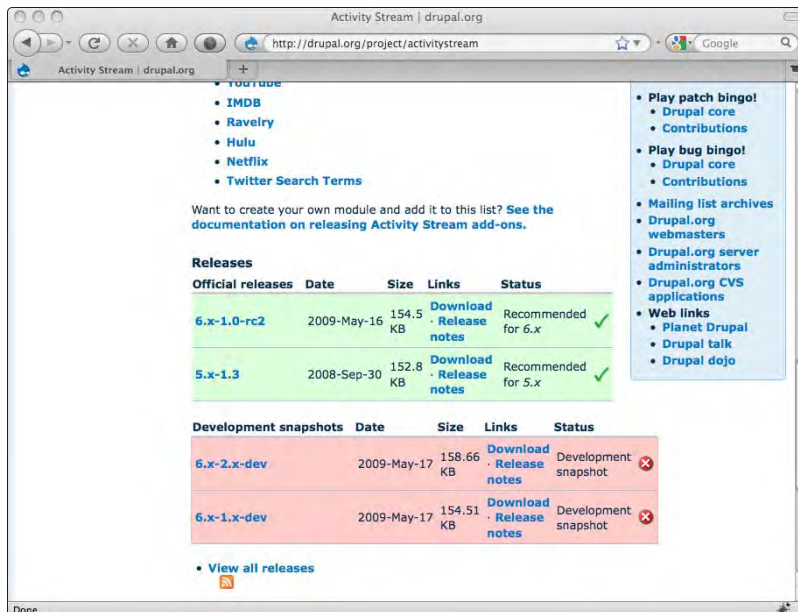 Activity Stream | drupal.org
http://drupal.org/project/activitystream
Google
Activity Stream | drupal.org
YouTube
IMDB
Ravelry
Hulu
Netflix
Twitter Search Terms
Want to create your own module and add it to this list? See the
documentation on releasing Activity Stream add-ons.
Releases
Official releases Date Size Links Status
6.x-1.0-rc2 2009-May-16 154.5 KB Download · Release notes Recommended for 6.x
5.x-1.3 2008-Sep-30 152.8 KB Download · Release notes Recommended for 5.x
Development snapshots Date Size Links Status
6.x-2.x-dev 2009-May-17 158.66 KB Download · Release notes Development snapshot
6.x-1.x-dev 2009-May-17 154.51 KB Download · Release notes Development snapshot
View all releases
Play patch bingo!
Drupal core
Contributions
Play bug bingo!
Drupal core
Contributions
Mailing list archives
Drupal.org
webmasters
Drupal.org server
administrators
Drupal.org CVS
applications
Web links
Planet Drupal
Drupal talk
Drupal dojo
Done